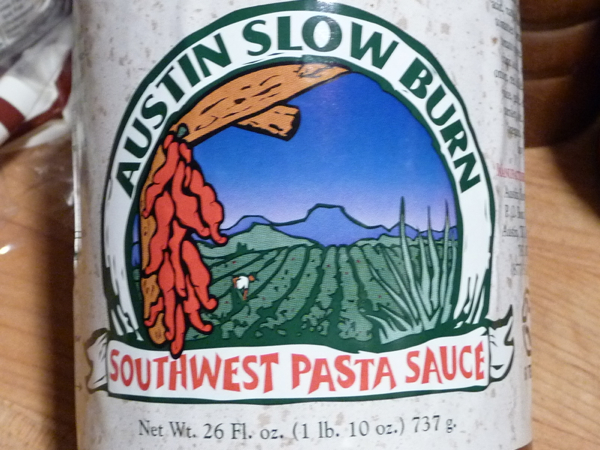 AUSTIN SLOW BURN
SOUTHWEST PASTA SAUCE
Net Wt. 26 Fl. oz. (1 lb. 10 oz.) 737 g.